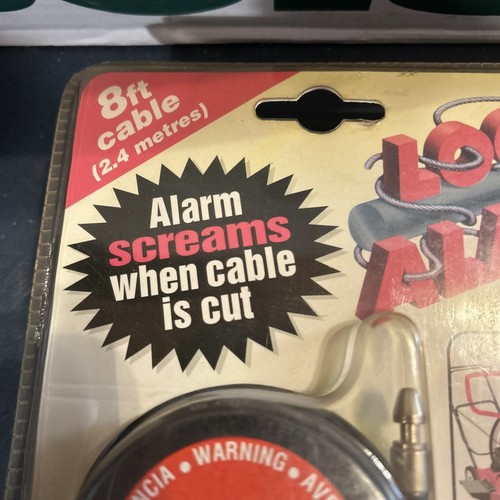 8ft
cable
(2.4 metres)
Alarm
screams
when cable
is cut
• WARNING •